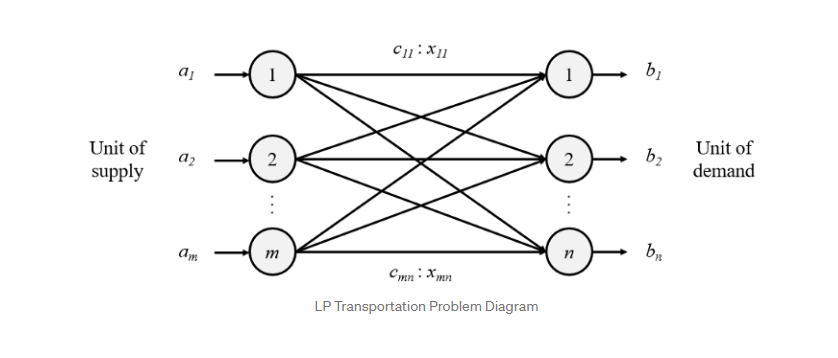 c11 : x11
a1 1 1 b1
Unit of supply a2 2 2 b2 Unit of demand
⋮ ⋮
am m n bn
cmn : xmn
LP Transportation Problem Diagram